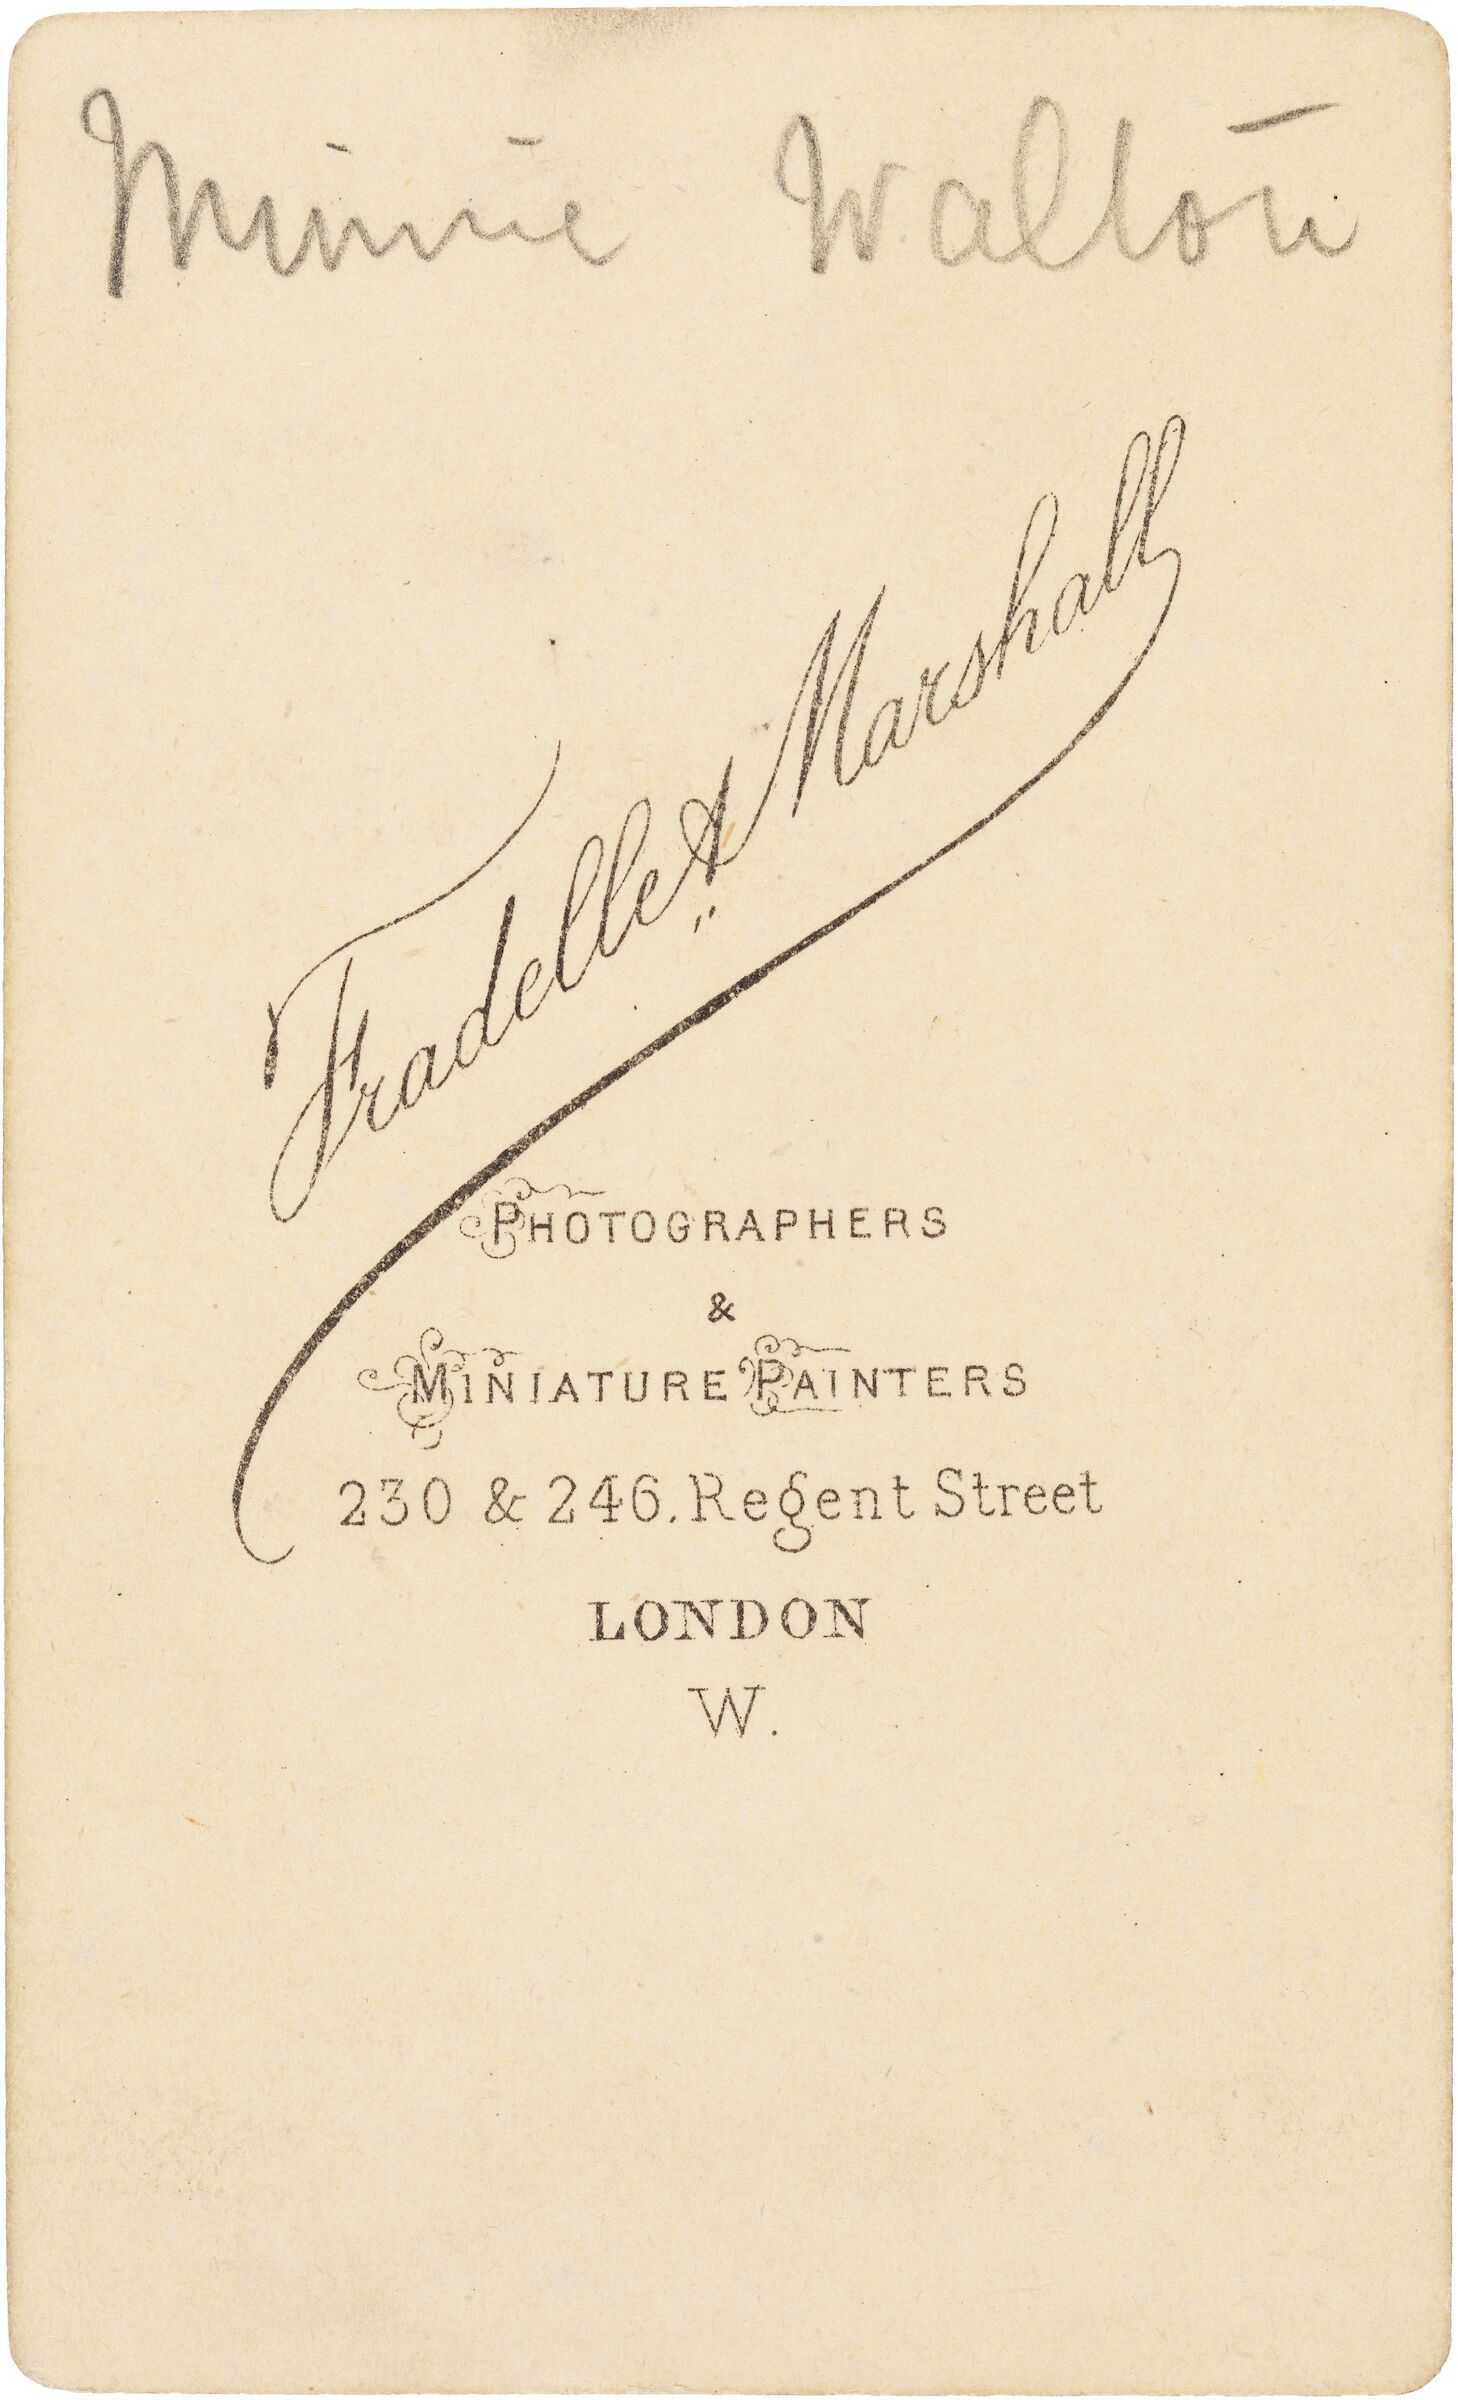 Minnie Walton
Fradelle & Marshall
PHOTOGRAPHERS
&
MINIATURE PAINTERS
230 & 246. Regent Street
LONDON
W.